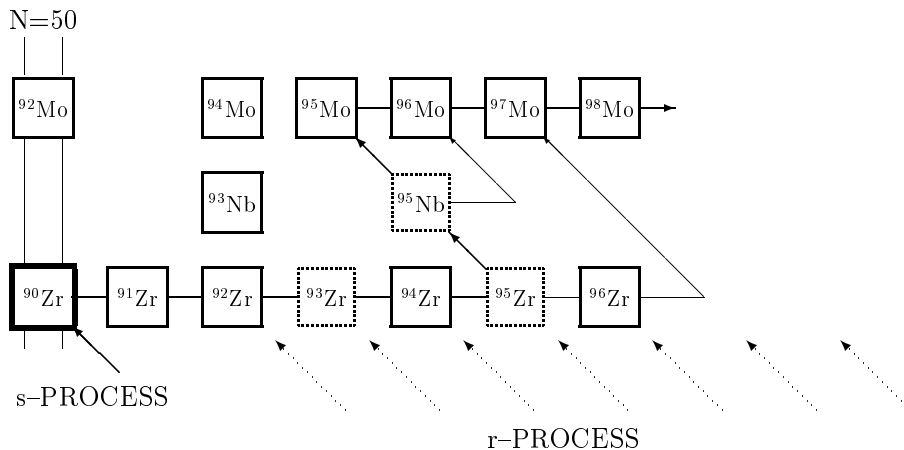 N=50
⁹²Mo ⁹⁴Mo ⁹⁵Mo ⁹⁶Mo ⁹⁷Mo ⁹⁸Mo
⁹³Nb ⁹⁵Nb
⁹⁰Zr ⁹¹Zr ⁹²Zr ⁹³Zr ⁹⁴Zr ⁹⁵Zr ⁹⁶Zr
s–PROCESS
r–PROCESS